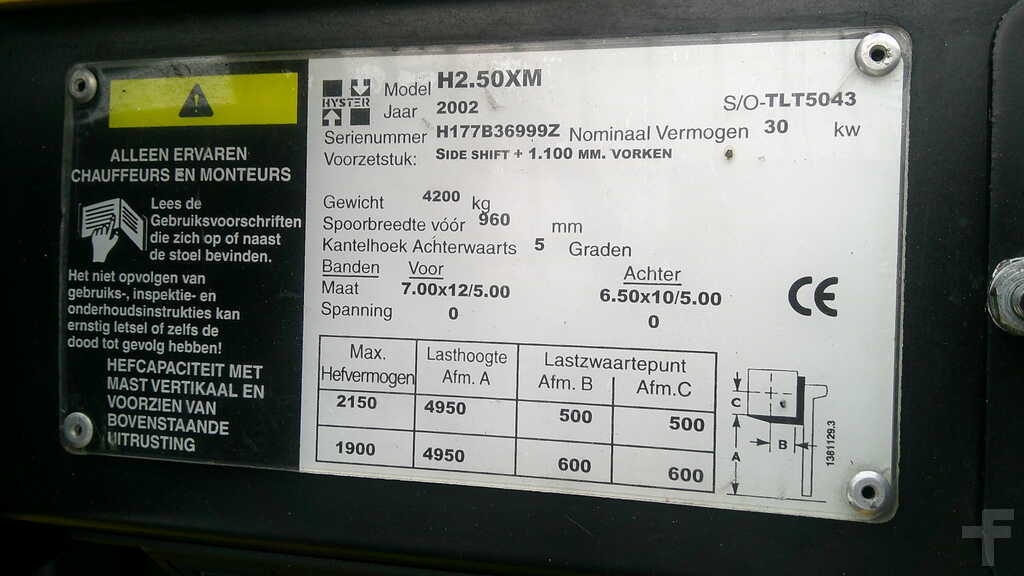 ALLEEN ERVAREN
CHAUFFEURS EN MONTEURS
Lees de
Gebruiksvoorschriften
die zich op of naast
de stoel bevinden.
Het niet opvolgen van
gebruiks-, inspektie- en
onderhoudsinstrukties kan
ernstig letsel of zelfs de
dood tot gevolg hebben!
HEFCAPACITEIT MET
MAST VERTIKAAL EN
VOORZIEN VAN
BOVENSTAANDE
UITRUSTING
HYSTER
Model H2.50XM
Jaar 2002 S/O-TLT5043
Serienummer H177B36999Z Nominaal Vermogen 30 kw
Voorzetstuk: SIDE SHIFT + 1.100 MM. VORKEN
Gewicht 4200 kg
Spoorbreedte vóór 960 mm
Kantelhoek Achterwaarts 5 Graden
Banden Voor Achter
Maat 7.00x12/5.00 6.50x10/5.00
Spanning 0 0
CE
Max. Lasthoogte Lastzwaartepunt
Hefvermogen Afm. A Afm. B Afm.C
2150 4950 500 500
1900 4950 600 600
C
B
A
1381129.3